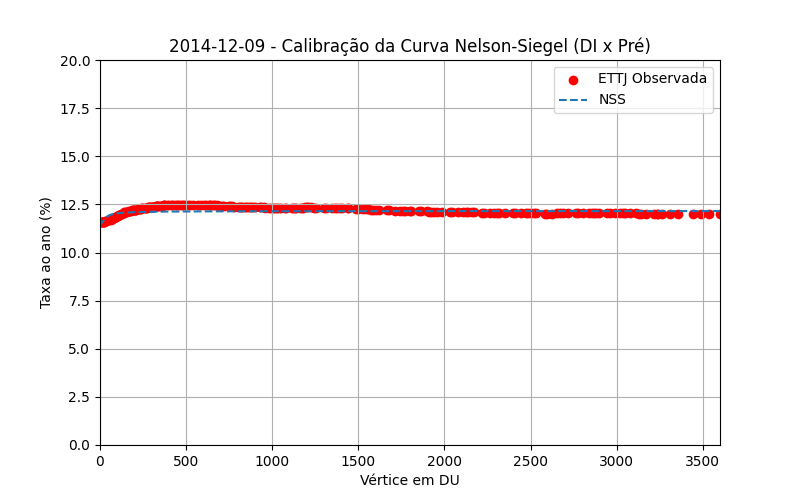 2014-12-09 - Calibração da Curva Nelson-Siegel (DI x Pré)
ETTJ Observada
NSS
Taxa ao ano (%)
20.0
17.5
15.0
12.5
10.0
7.5
5.0
2.5
0.0
0 500 1000 1500 2000 2500 3000 3500
Vértice em DU